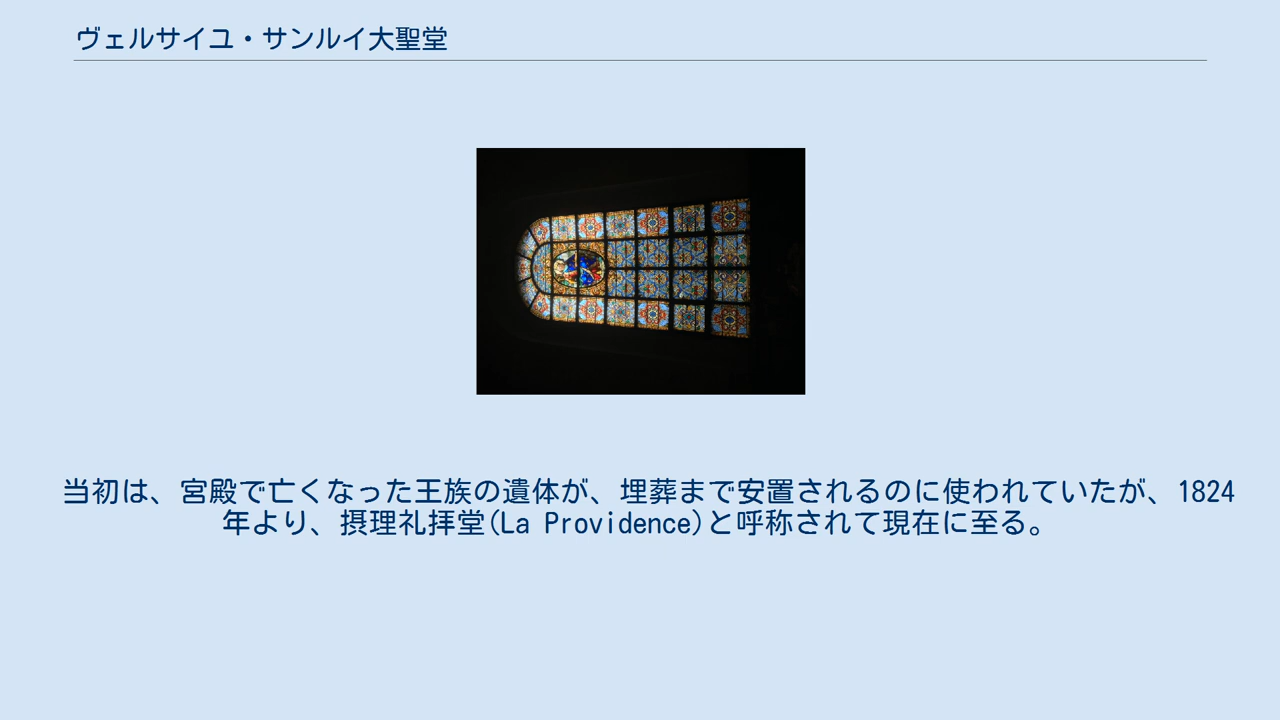 ヴェルサイユ・サンルイ大聖堂
当初は、宮殿で亡くなった王族の遺体が、埋葬まで安置されるのに使われていたが、1824
年より、摂理礼拝堂(La Providence)と呼称されて現在に至る。